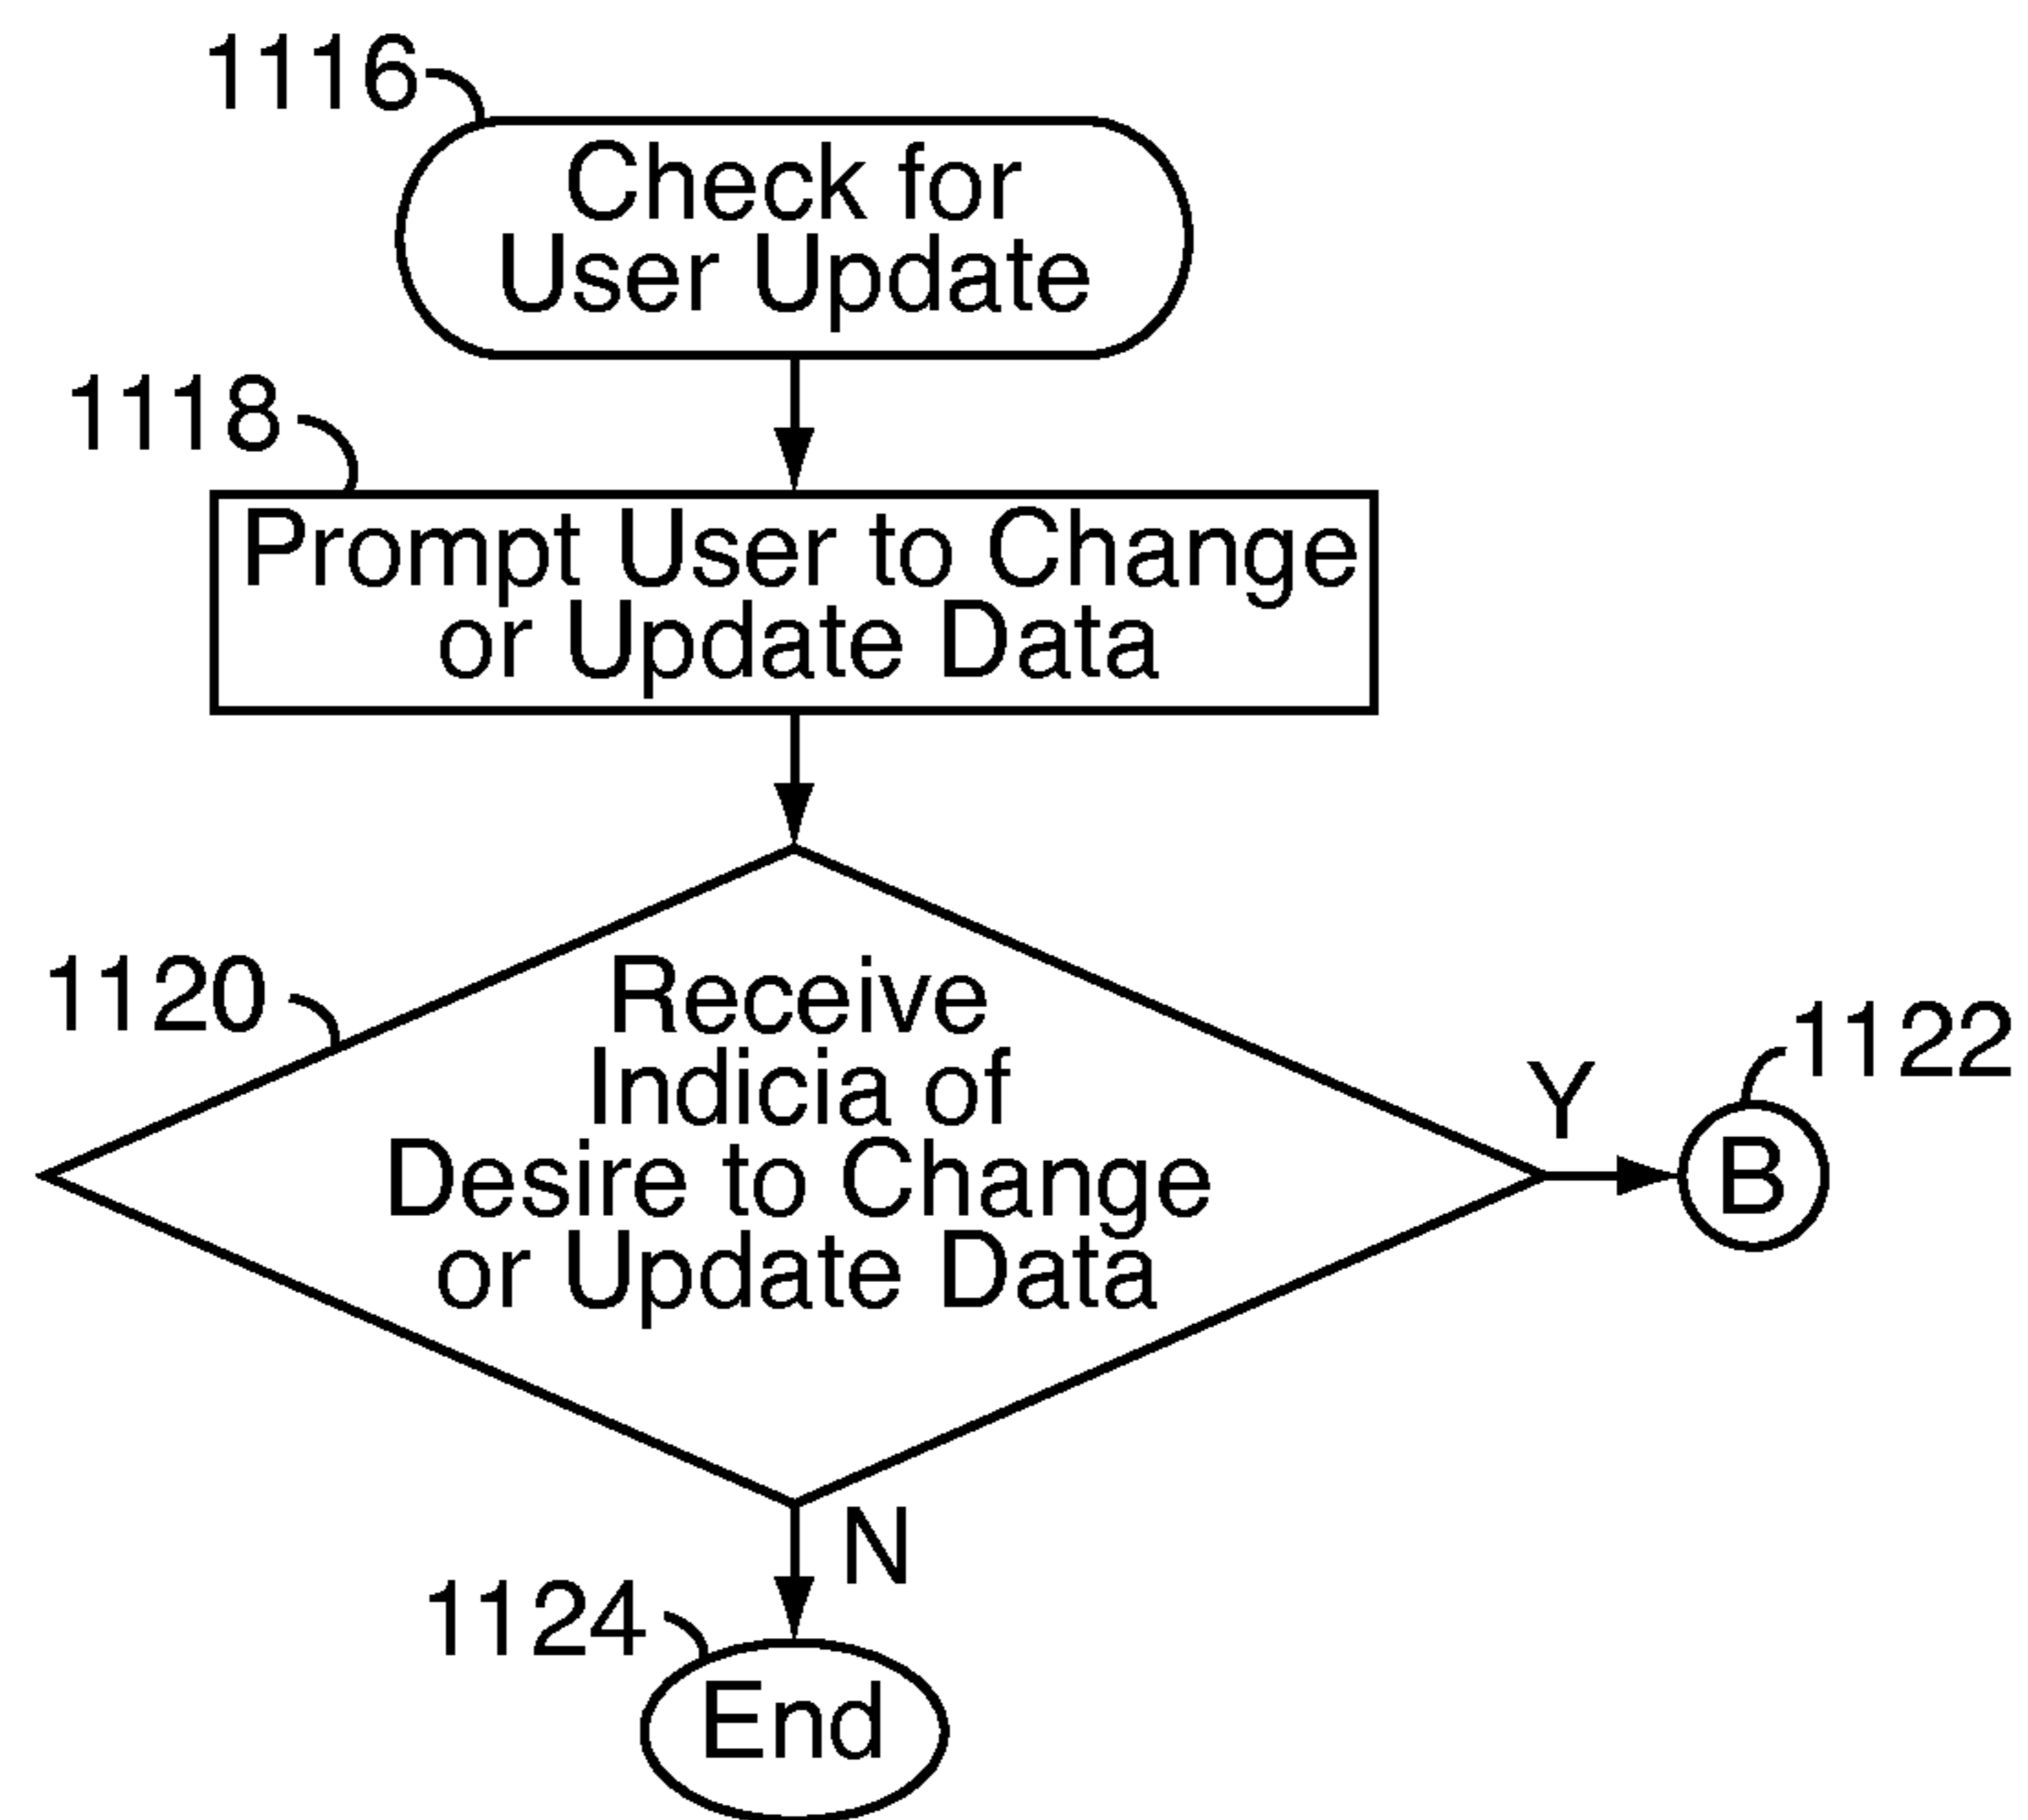 1116
Check for
User Update
1118
Prompt User to Change
or Update Data
1120
Receive
Indicia of
Desire to Change
or Update Data
Y
1122
B
N
1124
End